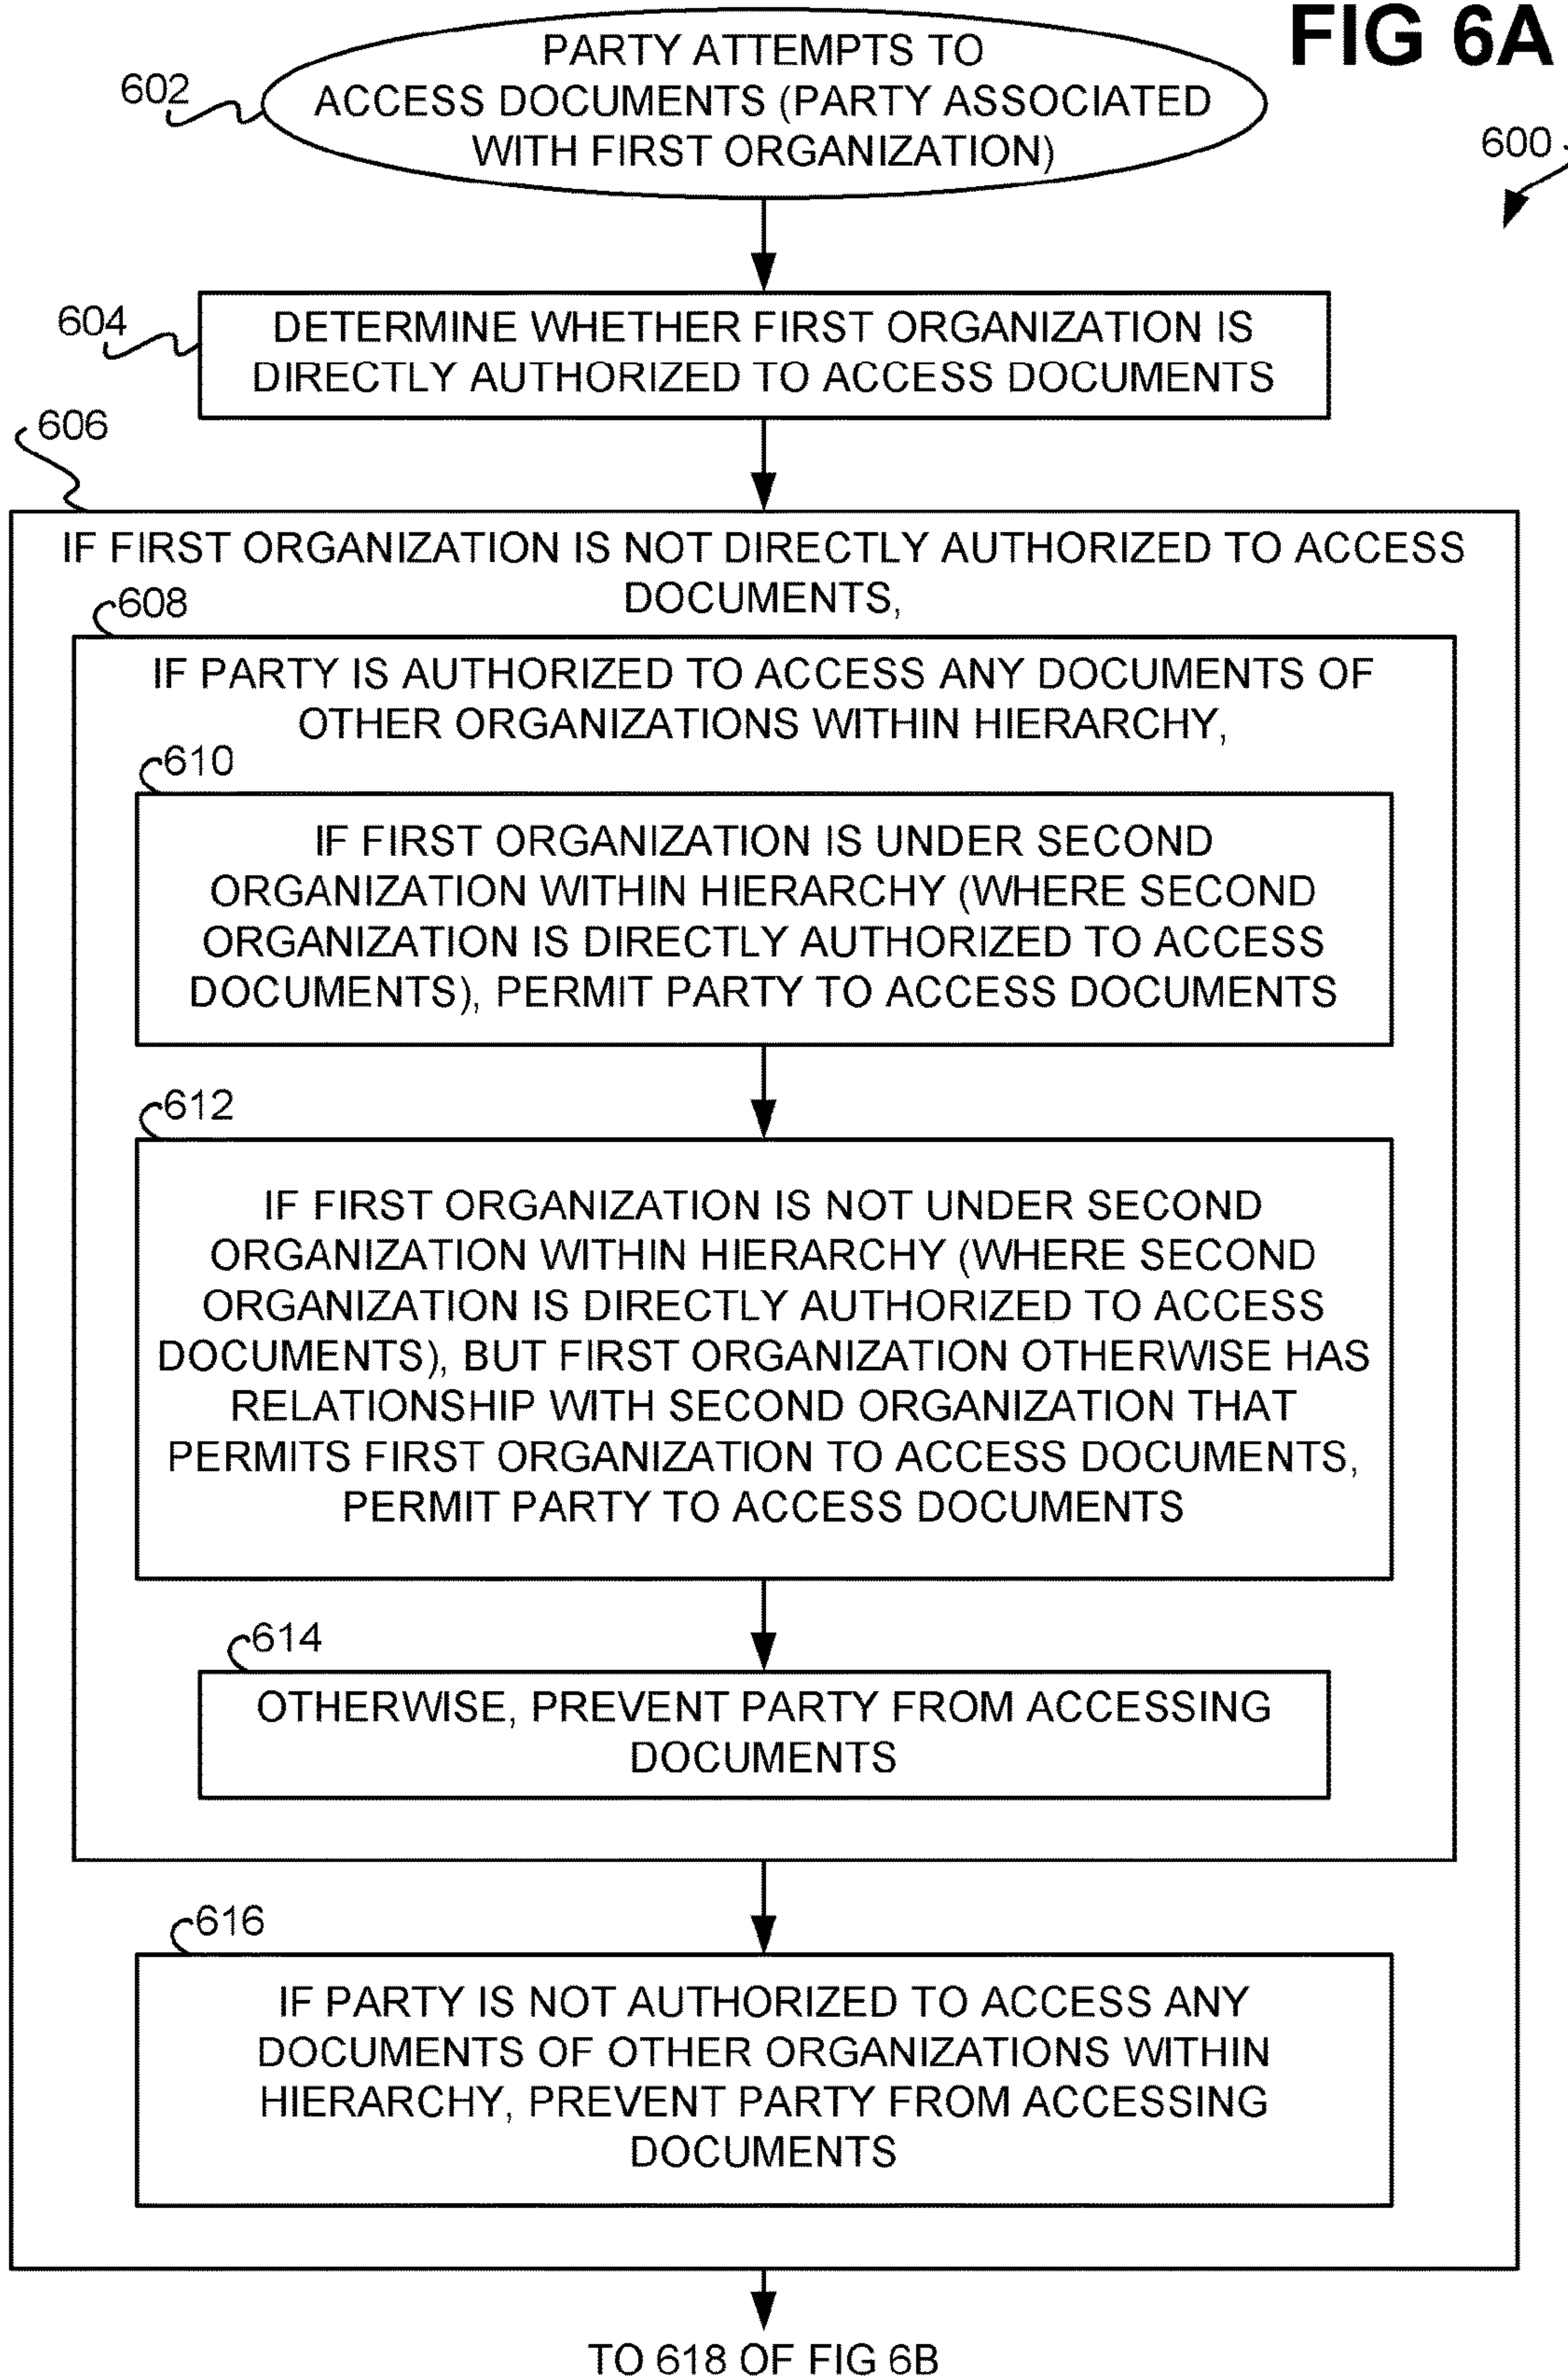 FIG 6A
PARTY ATTEMPTS TO
ACCESS DOCUMENTS (PARTY ASSOCIATED
WITH FIRST ORGANIZATION)
602
600
604
DETERMINE WHETHER FIRST ORGANIZATION IS
DIRECTLY AUTHORIZED TO ACCESS DOCUMENTS
606
IF FIRST ORGANIZATION IS NOT DIRECTLY AUTHORIZED TO ACCESS
DOCUMENTS,
608
IF PARTY IS AUTHORIZED TO ACCESS ANY DOCUMENTS OF
OTHER ORGANIZATIONS WITHIN HIERARCHY,
610
IF FIRST ORGANIZATION IS UNDER SECOND
ORGANIZATION WITHIN HIERARCHY (WHERE SECOND
ORGANIZATION IS DIRECTLY AUTHORIZED TO ACCESS
DOCUMENTS), PERMIT PARTY TO ACCESS DOCUMENTS
612
IF FIRST ORGANIZATION IS NOT UNDER SECOND
ORGANIZATION WITHIN HIERARCHY (WHERE SECOND
ORGANIZATION IS DIRECTLY AUTHORIZED TO ACCESS
DOCUMENTS), BUT FIRST ORGANIZATION OTHERWISE HAS
RELATIONSHIP WITH SECOND ORGANIZATION THAT
PERMITS FIRST ORGANIZATION TO ACCESS DOCUMENTS,
PERMIT PARTY TO ACCESS DOCUMENTS
614
OTHERWISE, PREVENT PARTY FROM ACCESSING
DOCUMENTS
616
IF PARTY IS NOT AUTHORIZED TO ACCESS ANY
DOCUMENTS OF OTHER ORGANIZATIONS WITHIN
HIERARCHY, PREVENT PARTY FROM ACCESSING
DOCUMENTS
TO 618 OF FIG 6B